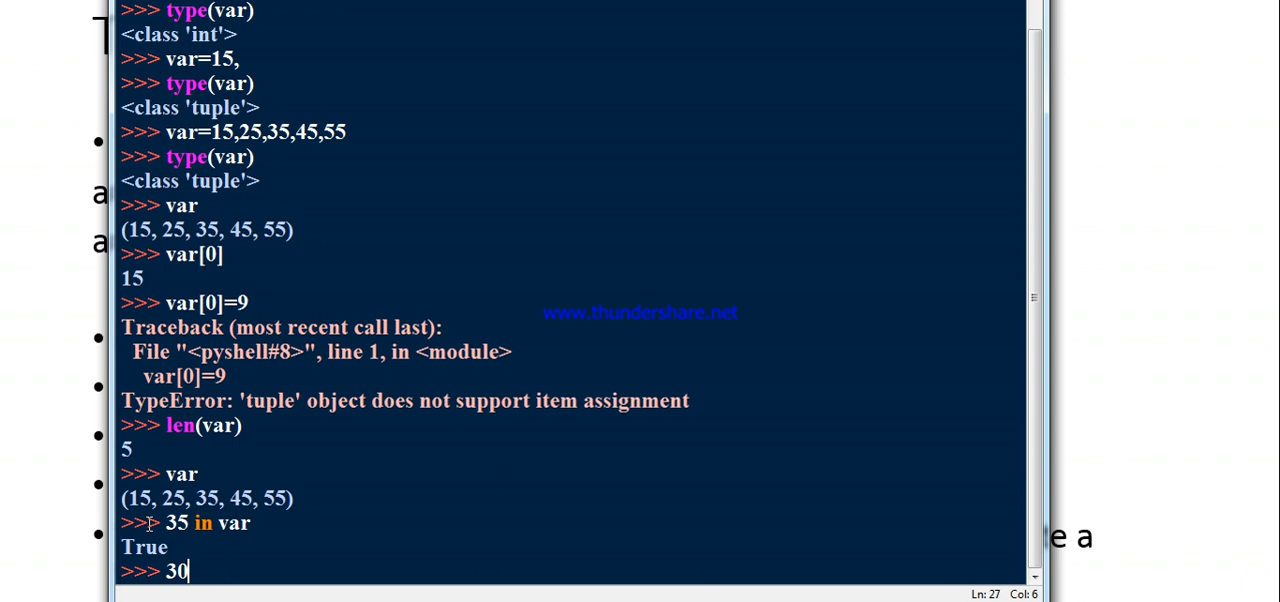 T
>>> type(var)
<class 'int'>
>>> var=15,
>>> type(var)
<class 'tuple'>
>>> var=15,25,35,45,55
• >>> type(var)
a <class 'tuple'>
>>> var
a (15, 25, 35, 45, 55)
>>> var[0]
15
>>> var[0]=9
www.thundershare.net
• Traceback (most recent call last):
File "<pyshell#8>", line 1, in <module>
• var[0]=9
TypeError: 'tuple' object does not support item assignment
• >>> len(var)
5
• >>> var
(15, 25, 35, 45, 55)
• >>> 35 in var
e a
True
>>> 30
Ln: 27 Col: 6